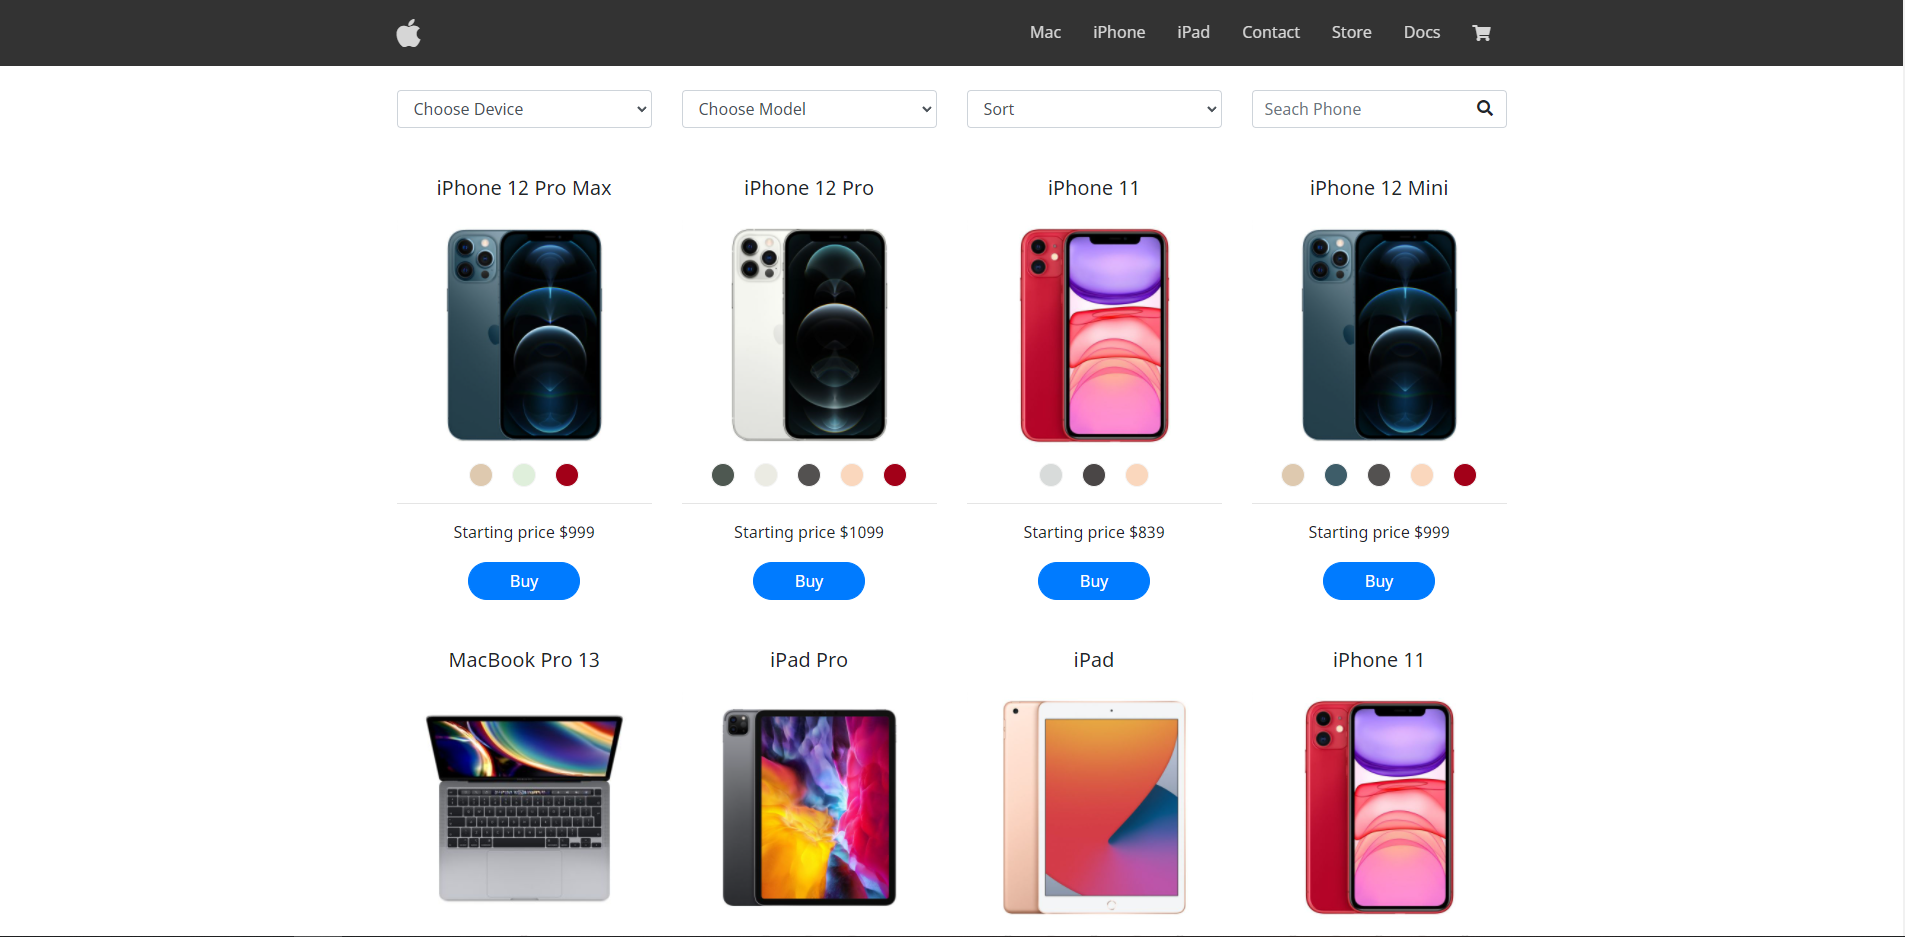 Mac iPhone iPad Contact Store Docs
Choose Device Choose Model Sort Seach Phone
iPhone 12 Pro Max iPhone 12 Pro iPhone 11 iPhone 12 Mini
Starting price $999 Starting price $1099 Starting price $839 Starting price $999
Buy Buy Buy Buy
MacBook Pro 13 iPad Pro iPad iPhone 11